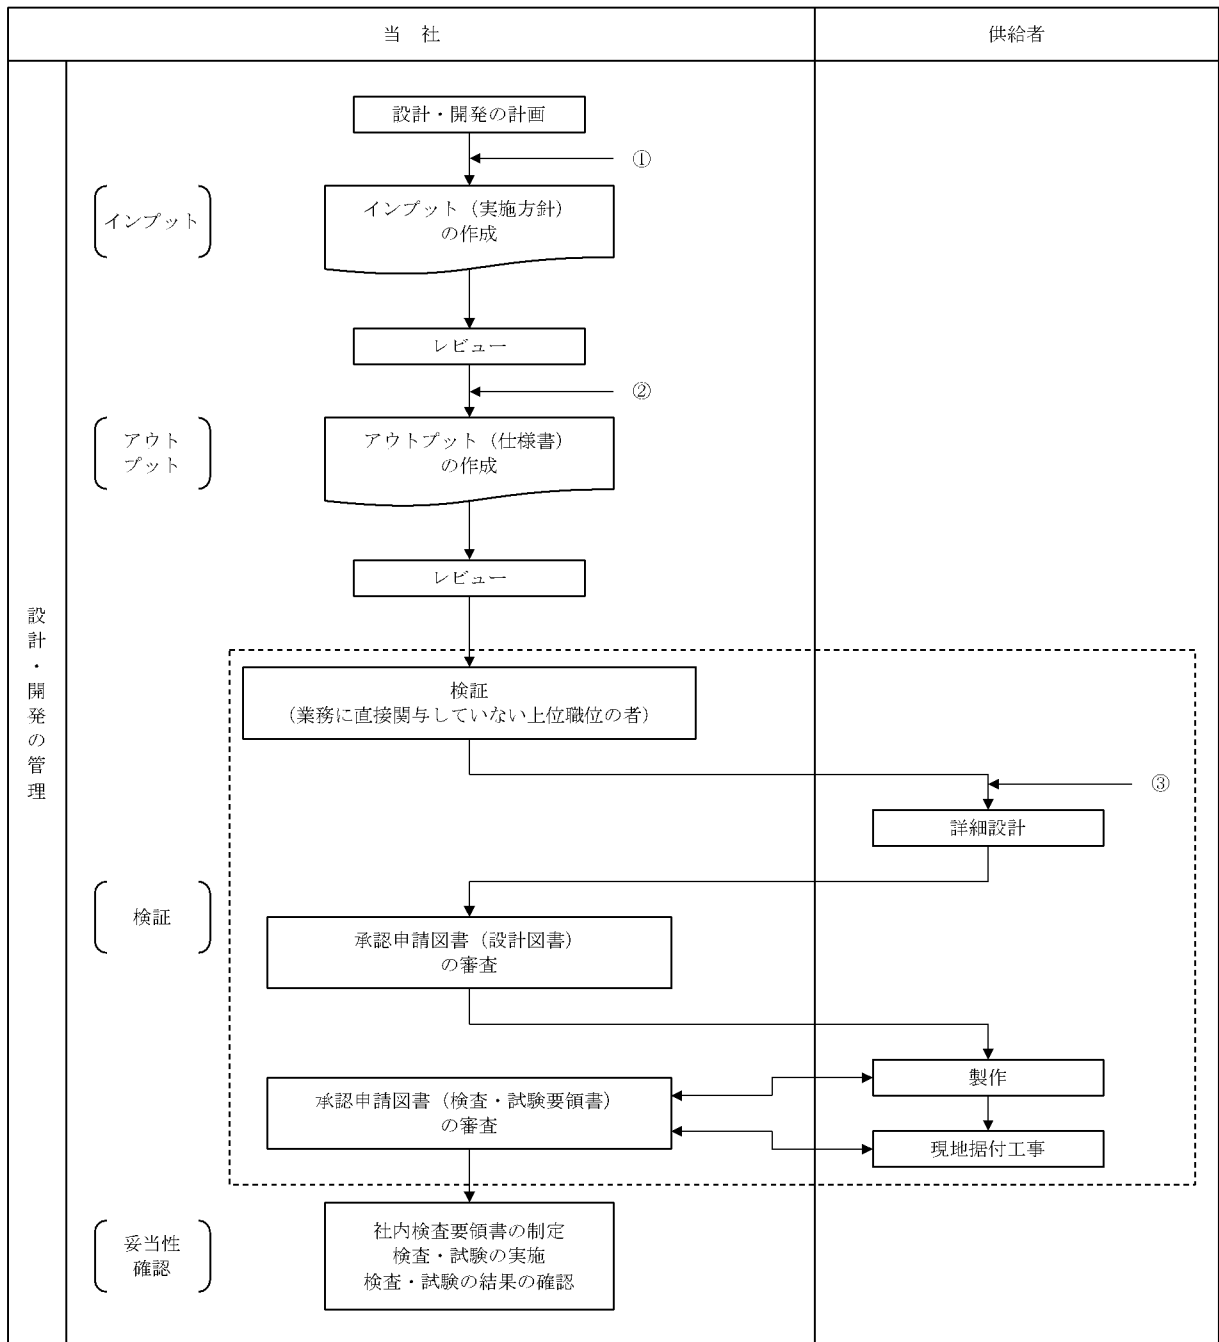 当 社
供給者
設計・開発の計画
①
インプット
インプット（実施方針）
の作成
レビュー
②
アウト
プット
アウトプット（仕様書）
の作成
レビュー
設計・開発の管理
検証
（業務に直接関与していない上位職位の者）
③
詳細設計
検証
承認申請図書（設計図書）
の審査
製作
承認申請図書（検査・試験要領書）
の審査
現地据付工事
妥当性
確認
社内検査要領書の制定
検査・試験の実施
検査・試験の結果の確認